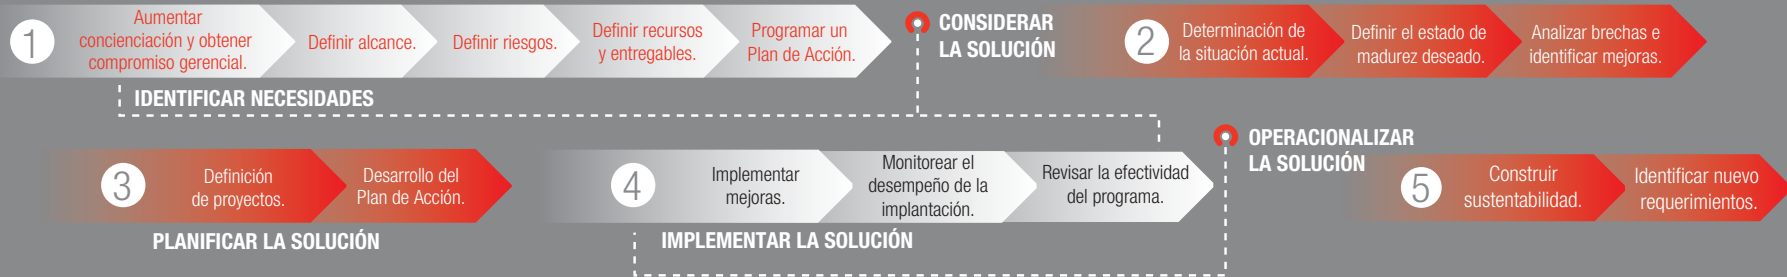 1
Aumentar
concienciación y obtener
compromiso gerencial.
Definir alcance.
Definir riesgos.
Definir recursos
y entregables.
Programar un
Plan de Acción.
IDENTIFICAR NECESIDADES
CONSIDERAR
LA SOLUCIÓN
2
Determinación de
la situación actual.
Definir el estado de
madurez deseado.
Analizar brechas e
identificar mejoras.
3
Definición
de proyectos.
Desarrollo del
Plan de Acción.
PLANIFICAR LA SOLUCIÓN
4
Implementar
mejoras.
Monitorear el
desempeño de la
implantación.
Revisar la efectividad
del programa.
IMPLEMENTAR LA SOLUCIÓN
OPERACIONALIZAR
LA SOLUCIÓN
5
Construir
sustentabilidad.
Identificar nuevo
requerimientos.